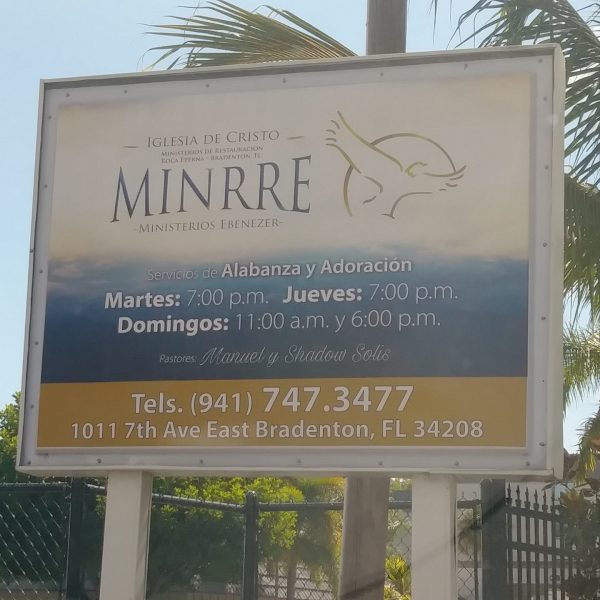 IGLESIA DE CRISTO
MINISTERIOS DE RESTAURACION
ROCA ETERNA - BRADENTON, FL
MINRRE
-MINISTERIOS EBENEZER-
Servicios de Alabanza y Adoración
Martes: 7:00 p.m. Jueves: 7:00 p.m.
Domingos: 11:00 a.m. y 6:00 p.m.
Pastores: Manuel y Shadow Solis
Tels. (941) 747.3477
1011 7th Ave East Bradenton, FL 34208